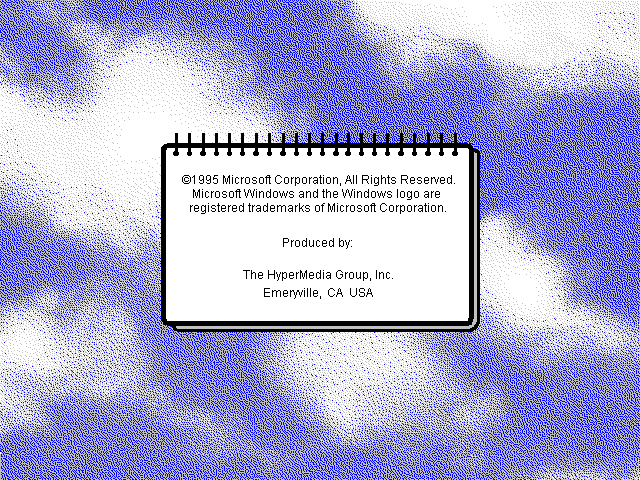 ©1995 Microsoft Corporation, All Rights Reserved.
Microsoft Windows and the Windows logo are
registered trademarks of Microsoft Corporation.
Produced by:
The HyperMedia Group, Inc.
Emeryville, CA USA